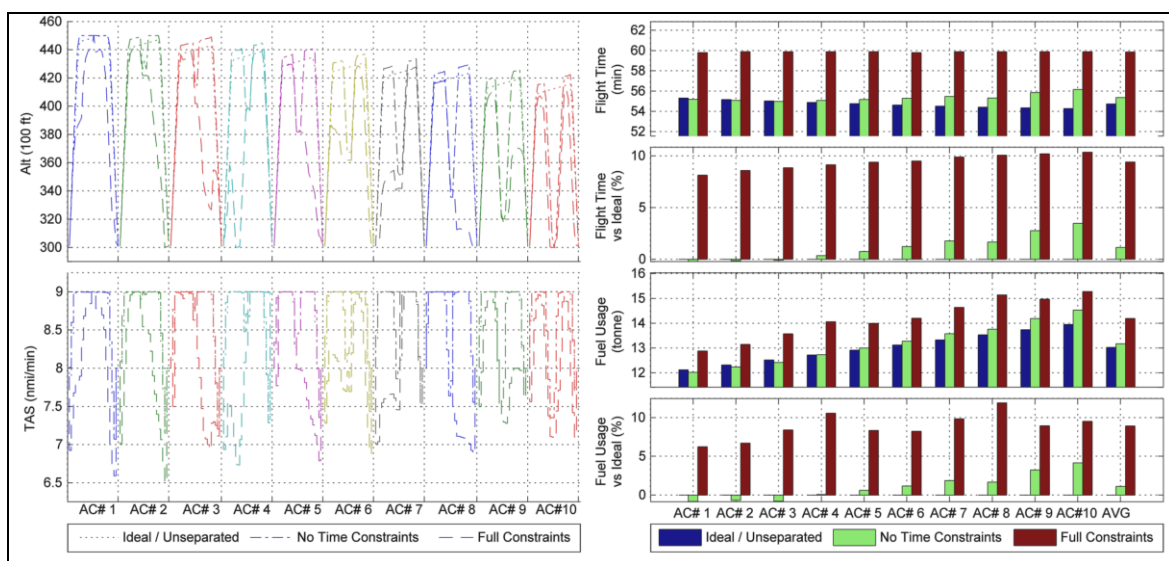 460
440
420
400
380
360
340
320
300
Alt (100 ft)
9
8.5
8
7.5
7
6.5
TAS (nmi/min)
AC# 1 AC# 2 AC# 3 AC# 4 AC# 5 AC# 6 AC# 7 AC# 8 AC# 9 AC#10
Ideal / Unseparated No Time Constraints Full Constraints
62
60
58
56
54
52
Flight Time
(min)
10
5
0
Flight Time
vs Ideal (%)
16
15
14
13
12
Fuel Usage
(tonne)
10
5
0
Fuel Usage
vs Ideal (%)
AC# 1 AC# 2 AC# 3 AC# 4 AC# 5 AC# 6 AC# 7 AC# 8 AC# 9 AC#10 AVG
Ideal / Unseparated No Time Constraints Full Constraints